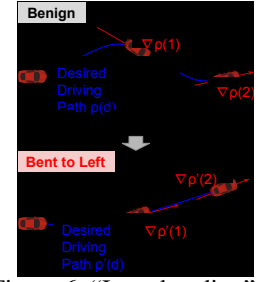 Benign
∇ρ(1)
Desired
Driving
Path ρ(d)
∇ρ(2)
Bent to Left
∇ρ'(2)
Desired
Driving
Path ρ'(d)
∇ρ'(1)